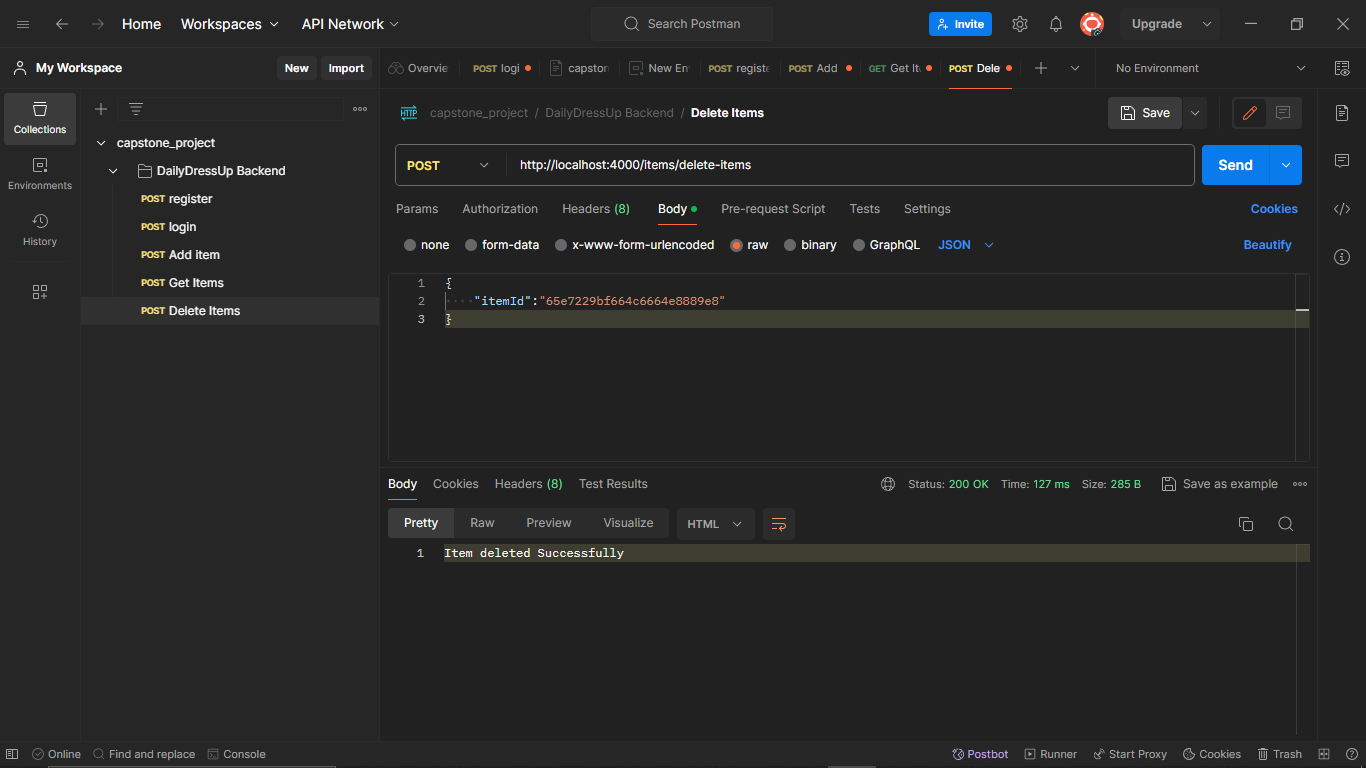 Home Workspaces API Network Search Postman Invite Upgrade
My Workspace New Import Overvie POST logi capstor New En POST registe POST Add GET Get It POST Dele No Environment
Collections
Environments
History
capstone_project
DailyDressUp Backend
POST register
POST login
POST Add item
POST Get Items
POST Delete Items
HTTP capstone_project / DailyDressUp Backend / Delete Items Save
POST http://localhost:4000/items/delete-items Send
Params Authorization Headers (8) Body Pre-request Script Tests Settings Cookies
none form-data x-www-form-urlencoded raw binary GraphQL JSON Beautify
1 {
2 ····"itemId":"65e7229bf664c6664e8889e8"
3 }
Body Cookies Headers (8) Test Results Status: 200 OK Time: 127 ms Size: 285 B Save as example
Pretty Raw Preview Visualize HTML
1 Item deleted Successfully
Online Find and replace Console Postbot Runner Start Proxy Cookies Trash